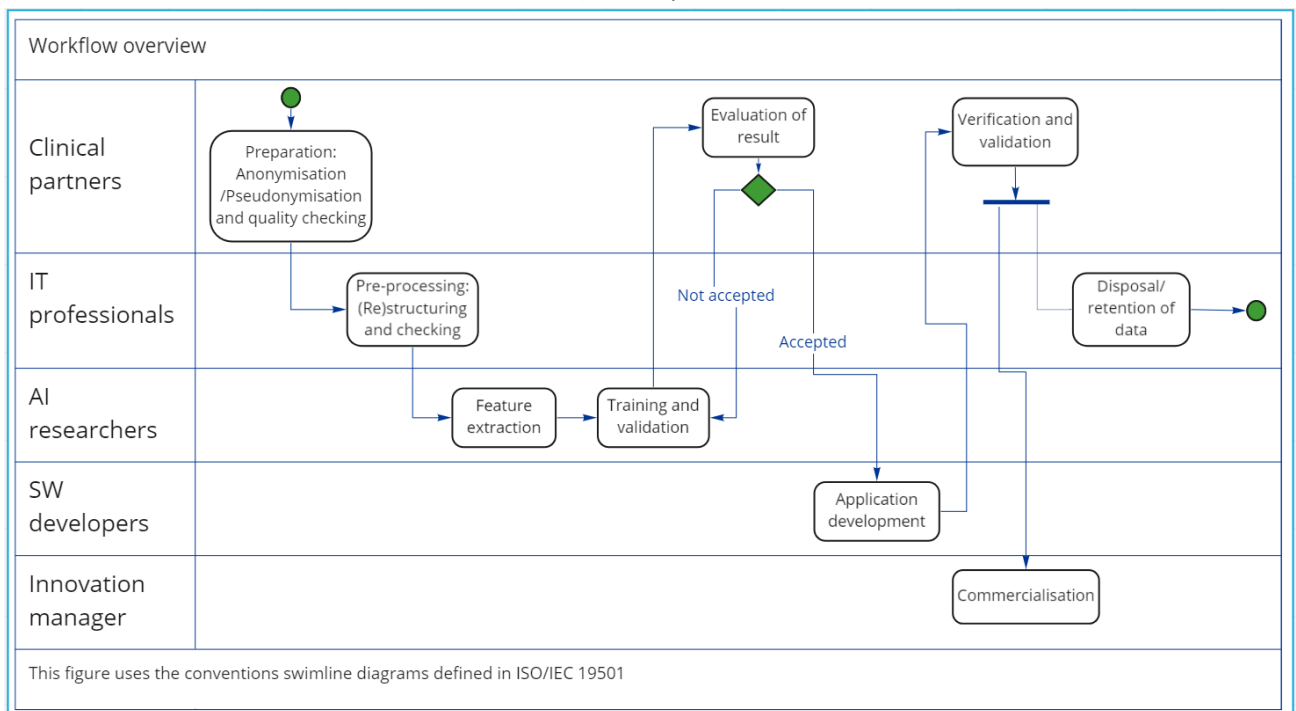 Workflow overview
Clinical
partners
Preparation:
Anonymisation
/Pseudonymisation
and quality checking
Evaluation of
result
Verification and
validation
IT
professionals
Pre-processing:
(Re)structuring
and checking
Not accepted
Accepted
Disposal/
retention of
data
AI
researchers
Feature
extraction
Training and
validation
SW
developers
Application
development
Innovation
manager
Commercialisation
This figure uses the conventions swimline diagrams defined in ISO/IEC 19501